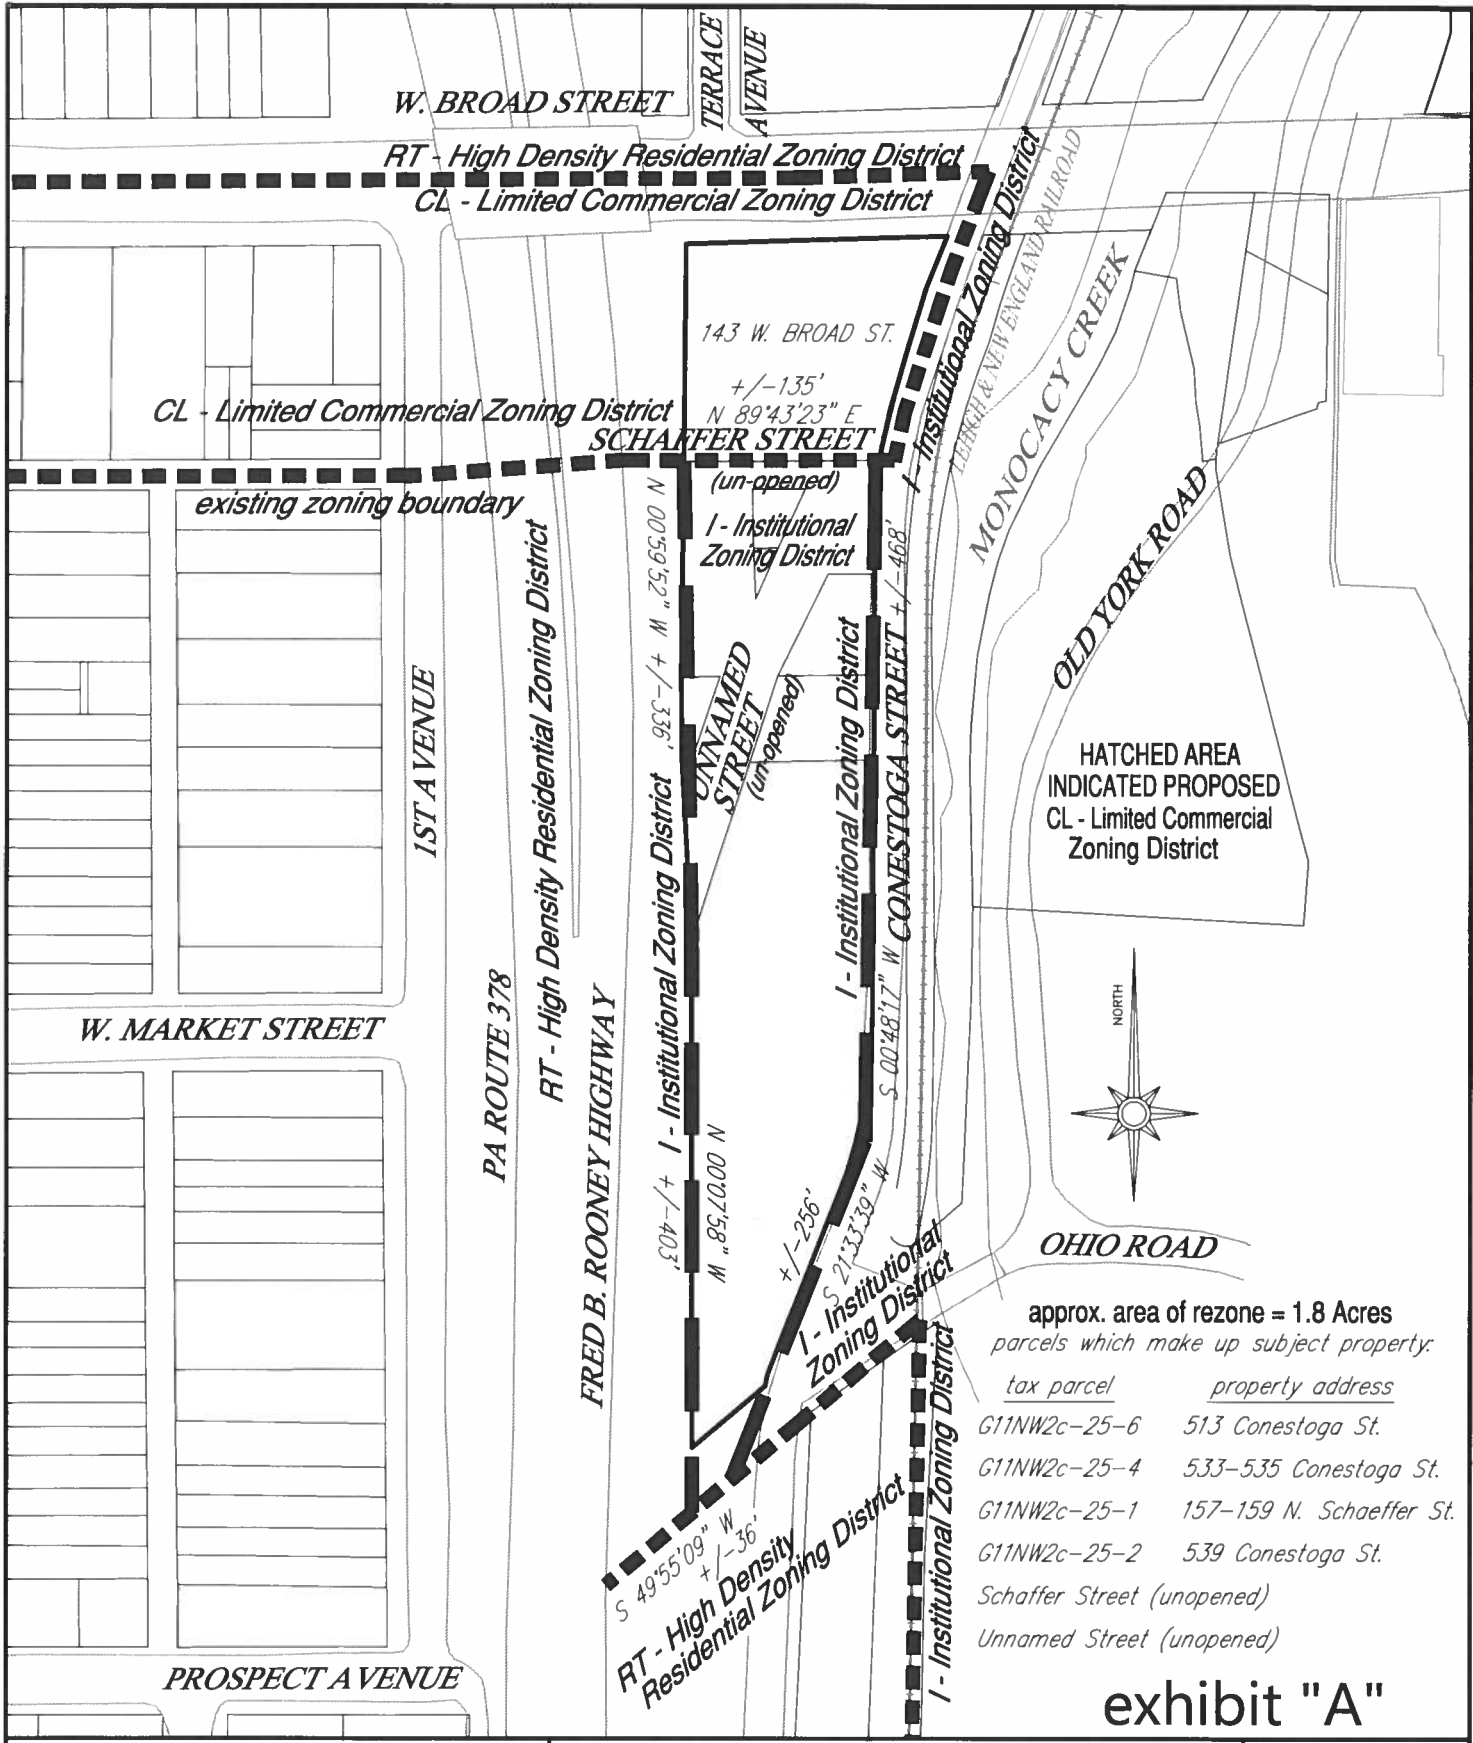 W. BROAD STREET
TERRACE
AVENUE
RT - High Density Residential Zoning District
CL - Limited Commercial Zoning District
I - Institutional Zoning District
LEHIGH & NEW ENGLAND RAILROAD
MONOCACY CREEK
143 W. BROAD ST.
+/-135'
N 89°43'23" E
CL - Limited Commercial Zoning District
SCHAFFER STREET
(un-opened)
existing zoning boundary
I - Institutional
Zoning District
N 00°59'52" W +/-336'
RT - High Density Residential Zoning District
1ST AVENUE
UNNAMED
STREET
(un-opened)
I - Institutional Zoning District
CONESTOGA STREET
+/-468'
S 00°48'17" W
OLD YORK ROAD
HATCHED AREA
INDICATED PROPOSED
CL - Limited Commercial
Zoning District
NORTH
W. MARKET STREET
PA ROUTE 378
FRED B. ROONEY HIGHWAY
I - Institutional Zoning District
N 00°07'58" W
+/-403'
+/-256'
S 21°33'39" W
I - Institutional
Zoning District
OHIO ROAD
approx. area of rezone = 1.8 Acres
parcels which make up subject property:
tax parcel property address
G11NW2c-25-6 513 Conestoga St.
G11NW2c-25-4 533-535 Conestoga St.
G11NW2c-25-1 157-159 N. Schaeffer St.
G11NW2c-25-2 539 Conestoga St.
Schaffer Street (unopened)
Unnamed Street (unopened)
I - Institutional Zoning District
S 49°55'09" W
+/-36'
RT - High Density
Residential Zoning District
PROSPECT AVENUE
exhibit "A"